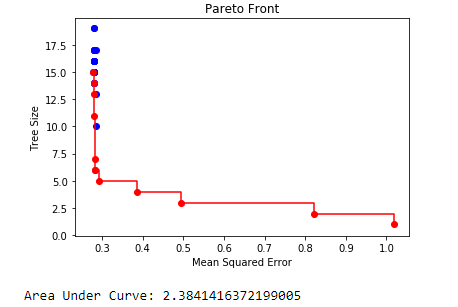 Pareto Front
17.5
15.0
12.5
10.0
7.5
5.0
2.5
0.0
Tree Size
0.3 0.4 0.5 0.6 0.7 0.8 0.9 1.0
Mean Squared Error
Area Under Curve: 2.3841416372199005